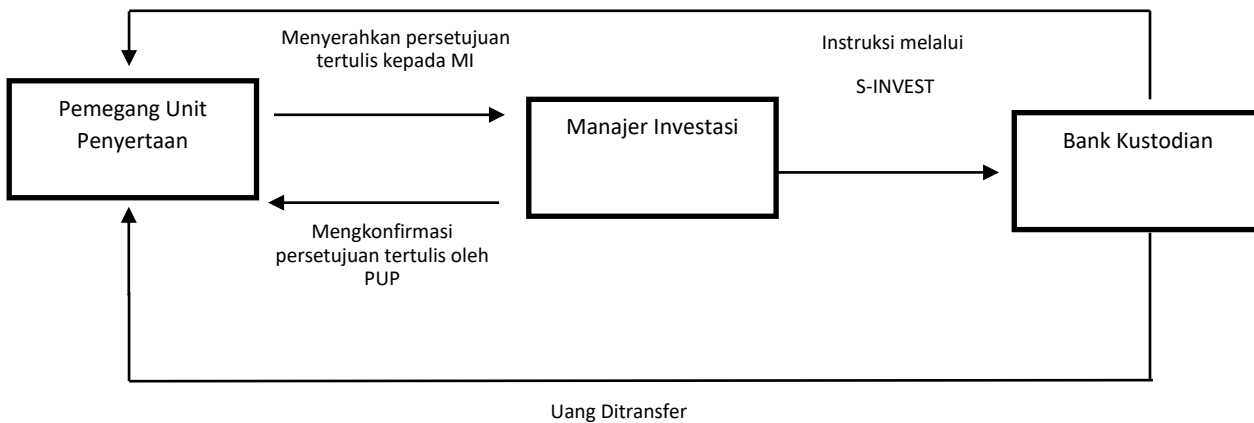 Menyerahkan persetujuan
tertulis kepada MI
Instruksi melalui
S-INVEST
Pemegang Unit
Penyertaan
Manajer Investasi
Bank Kustodian
Mengkonfirmasi
persetujuan tertulis oleh
PUP
Uang Ditransfer